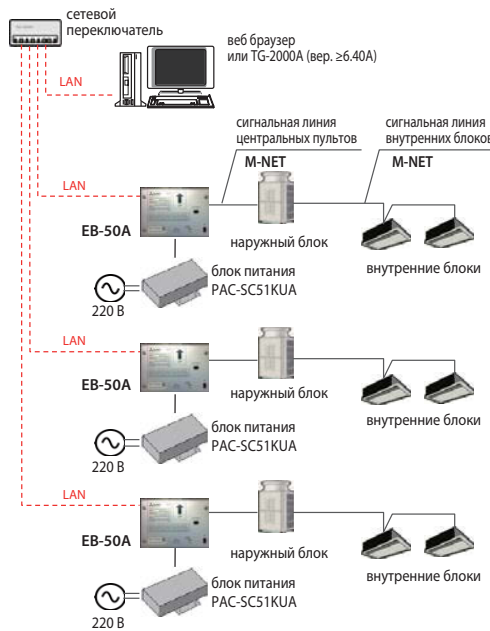 сетевой
переключатель
веб браузер
или TG-2000A (вер. ≥6.40A)
LAN
сигнальная линия
центральных пультов
M-NET
сигнальная линия
внутренних блоков
M-NET
LAN
EB-50A
наружный блок
внутренние блоки
блок питания
PAC-SC51KUA
220 В
LAN
EB-50A
наружный блок
внутренние блоки
блок питания
PAC-SC51KUA
220 В
LAN
EB-50A
наружный блок
внутренние блоки
блок питания
PAC-SC51KUA
220 В